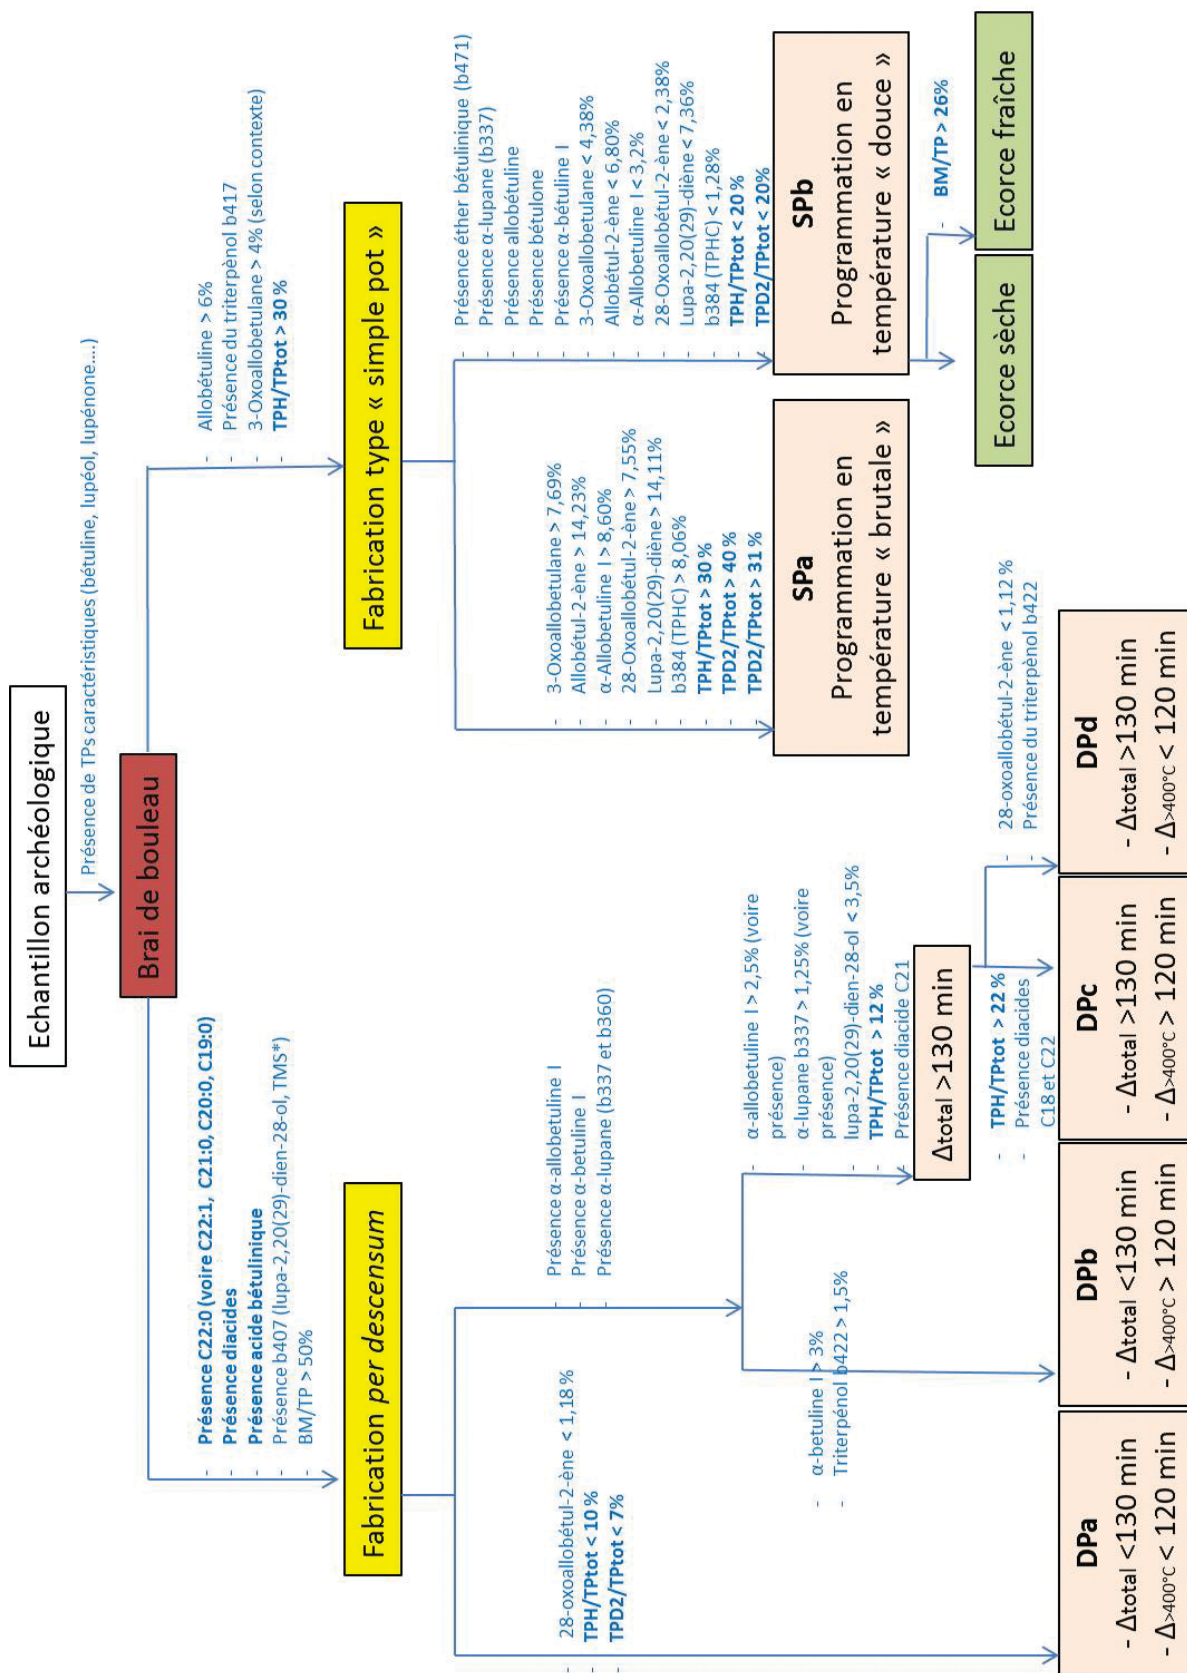 Echantillon archéologique
Présence de TPs caractéristiques (bétuline, lupéol, lupénone....)
Brai de bouleau
- Présence C22:0 (voire C22:1, C21:0, C20:0, C19:0)
- Présence diacides
- Présence acide bétulinique
- Présence b407 (lupa-2,20(29)-dien-28-ol, TMS*)
- BM/TP > 50%
- Allobétuline > 6%
- Présence du triterpènol b417
- 3-Oxoallobetulane > 4% (selon contexte)
- TPH/TPtot > 30 %
Fabrication per descensum
Fabrication type « simple pot »
- 28-oxoallobétul-2-ène < 1,18 %
- TPH/TPtot < 10 %
- TPD2/TPtot < 7%
- Présence α-allobetuline I
- Présence α-betuline I
- Présence α-lupane (b337 et b360)
- 3-Oxoallobetulane > 7,69%
- Allobétul-2-ène > 14,23%
- α-Allobetuline I > 8,60%
- 28-Oxoallobétul-2-ène > 7,55%
- Lupa-2,20(29)-diène > 14,11%
- b384 (TPHC) > 8,06%
- TPH/TPtot > 30 %
- TPD2/TPtot > 40 %
- TPD2/TPtot > 31 %
- Présence éther bétulinique (b471)
- Présence α-lupane (b337)
- Présence allobétuline
- Présence bétulone
- Présence α-bétuline I
- 3-Oxoallobetulane < 4,38%
- Allobétul-2-ène < 6,80%
- α-Allobetuline I < 3,2%
- 28-Oxoallobétul-2-ène < 2,38%
- Lupa-2,20(29)-diène < 7,36%
- b384 (TPHC) < 1,28%
- TPH/TPtot < 20 %
- TPD2/TPtot < 20%
- α-betuline I > 3%
- Triterpénol b422 > 1,5%
- α-allobetuline I > 2,5% (voire
présence)
- α-lupane b337 > 1,25% (voire
présence)
- lupa-2,20(29)-dien-28-ol < 3,5%
- TPH/TPtot > 12 %
- Présence diacide C21
SPa
Programmation en
température « brutale »
SPb
Programmation en
température « douce »
Δtotal >130 min
- BM/TP > 26%
- TPH/TPtot > 22 %
- Présence diacides
C18 et C22
- 28-oxoallobétul-2-ène < 1,12 %
- Présence du triterpènol b422
Ecorce sèche
Ecorce fraîche
DPa
- Δtotal <130 min
- Δ>400°C < 120 min
DPb
- Δtotal <130 min
- Δ>400°C > 120 min
DPc
- Δtotal >130 min
- Δ>400°C > 120 min
DPd
- Δtotal >130 min
- Δ>400°C < 120 min